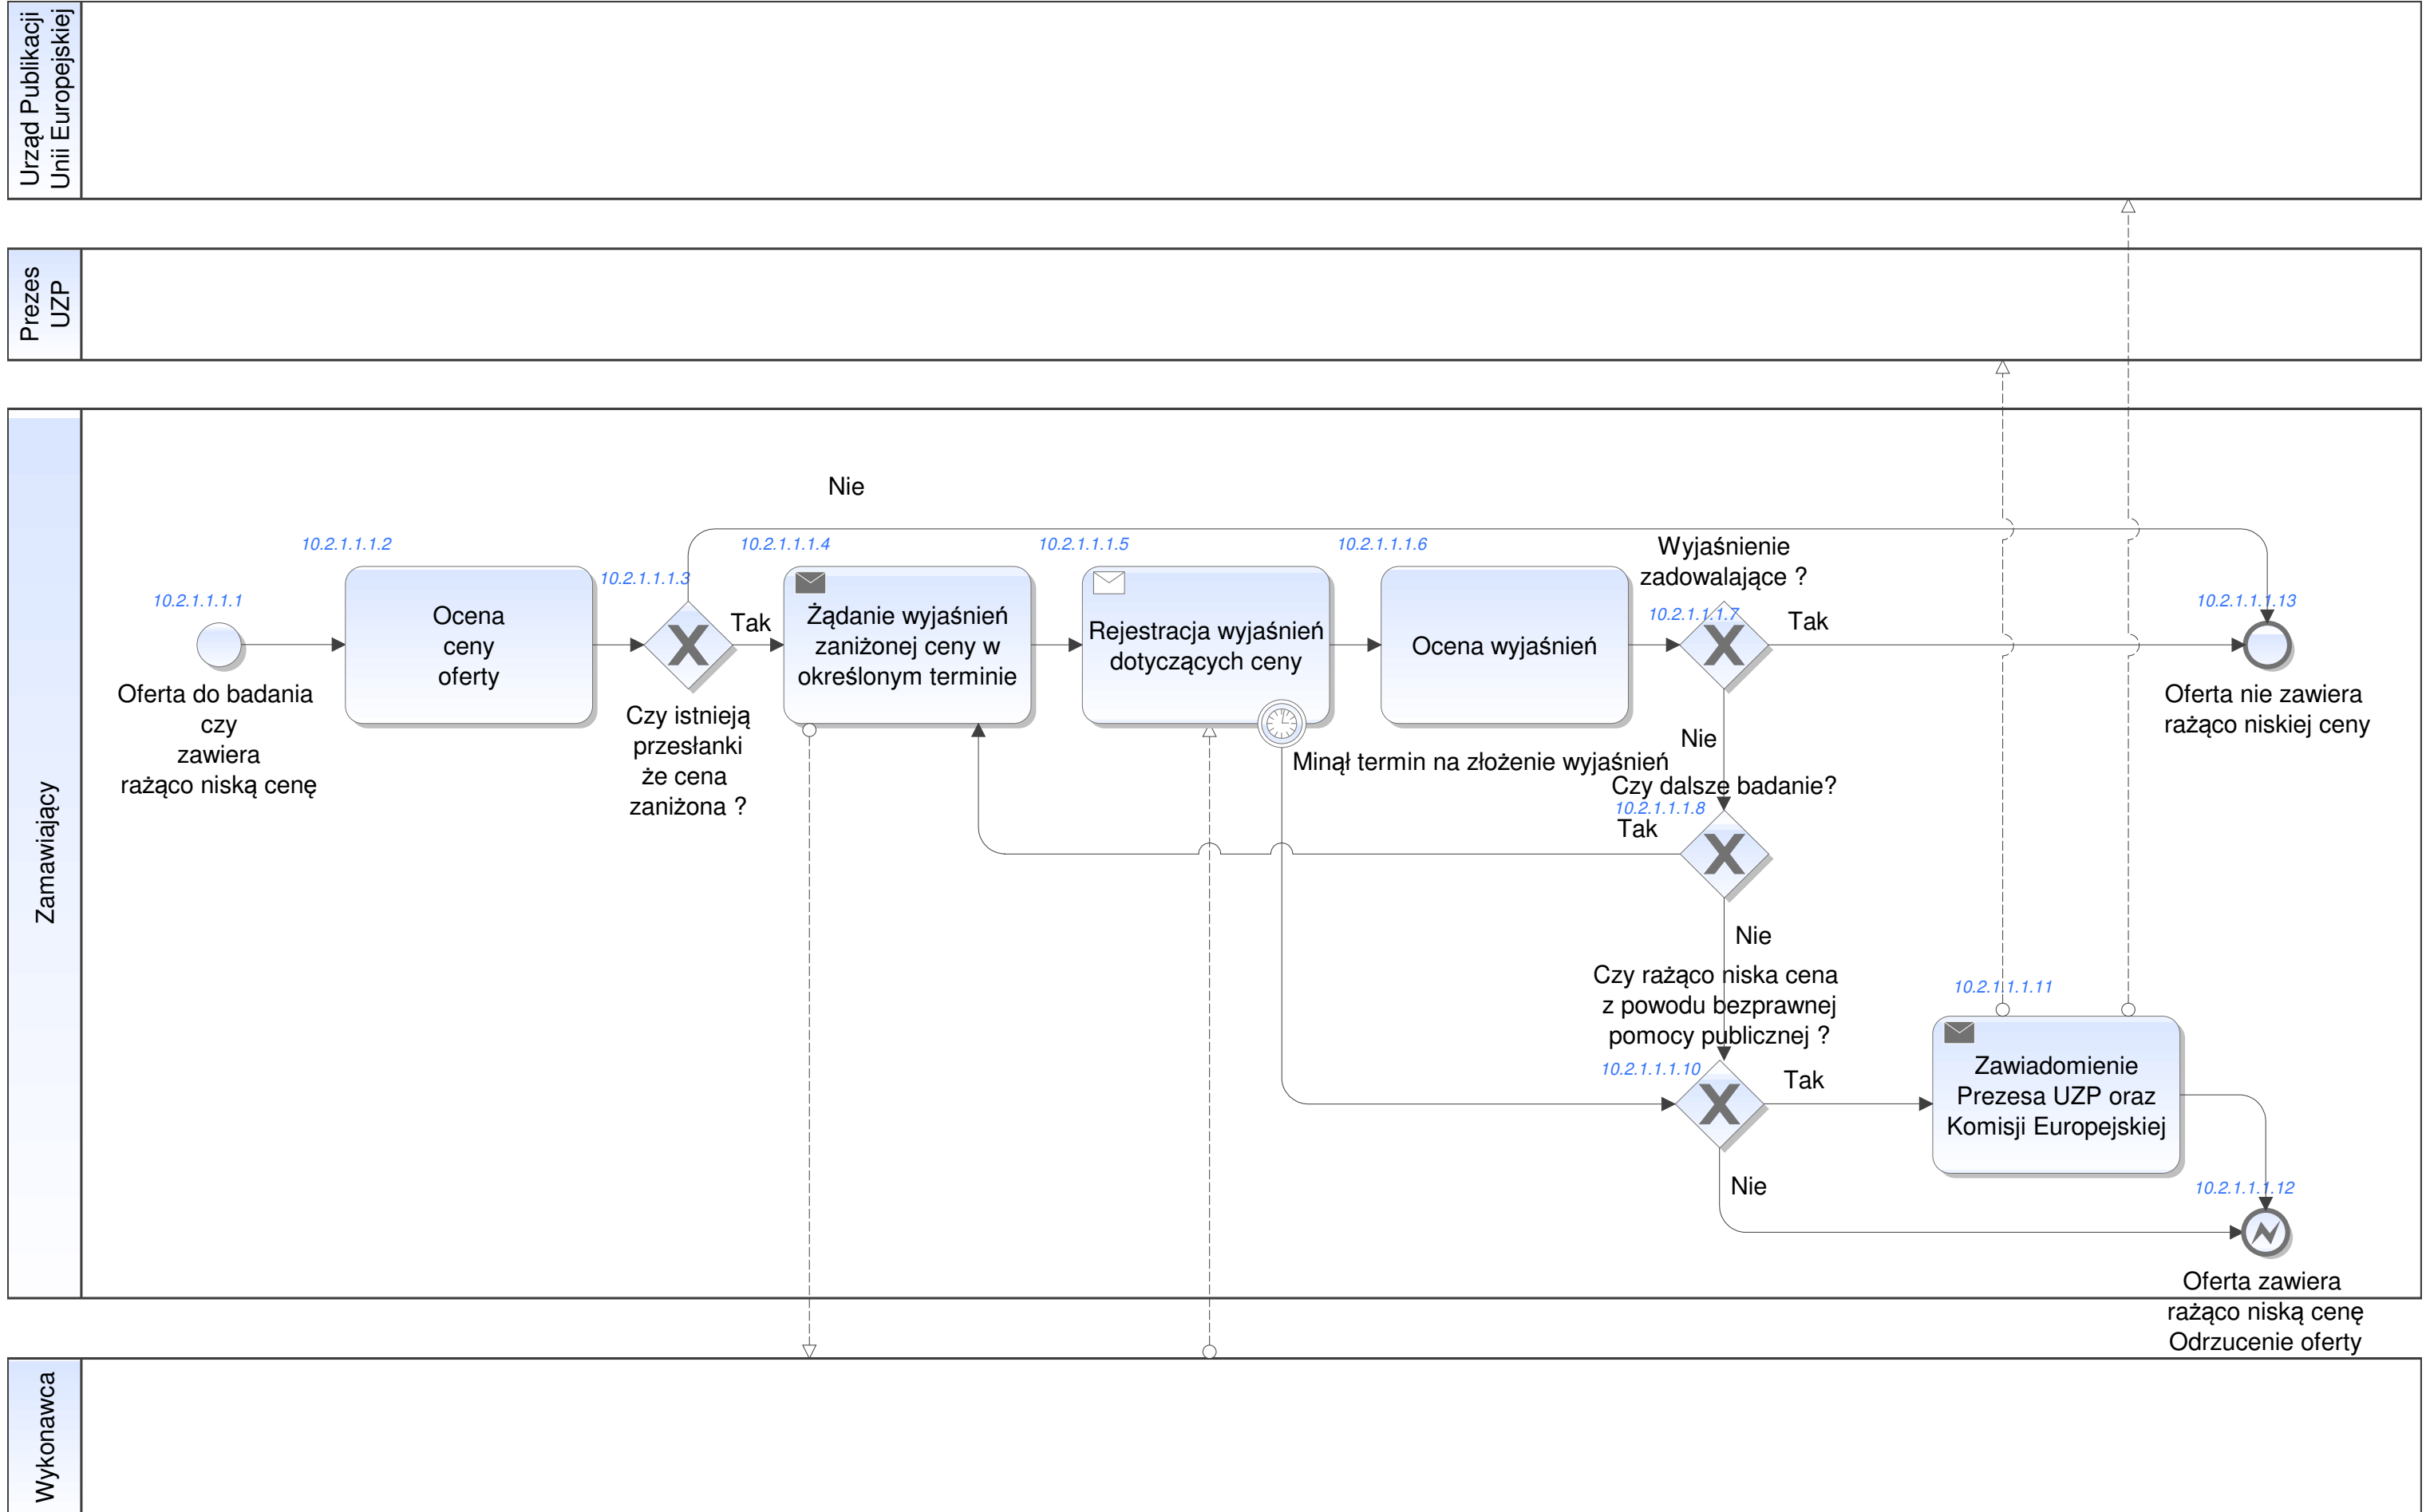 Urząd Publikacji
Unii Europejskiej
Prezes
UZP
Zamawiający
Nie
10.2.1.1.1.1
Oferta do badania
czy
zawiera
rażąco niską cenę
10.2.1.1.1.2
Ocena
ceny
oferty
10.2.1.1.1.3
Tak
Czy istnieją
przesłanki
że cena
zaniżona ?
10.2.1.1.1.4
Żądanie wyjaśnień
zaniżonej ceny w
określonym terminie
10.2.1.1.1.5
Rejestracja wyjaśnień
dotyczących ceny
Minął termin na złożenie wyjaśnień
10.2.1.1.1.6
Ocena wyjaśnień
Wyjaśnienie
zadowalające ?
10.2.1.1.1.7
Tak
Nie
10.2.1.1.1.13
Oferta nie zawiera
rażąco niskiej ceny
Czy dalsze badanie?
10.2.1.1.1.8
Tak
Nie
Czy rażąco niska cena
z powodu bezprawnej
pomocy publicznej ?
10.2.1.1.1.10
Tak
Nie
10.2.1.1.1.11
Zawiadomienie
Prezesa UZP oraz
Komisji Europejskiej
10.2.1.1.1.12
Oferta zawiera
rażąco niską cenę
Odrzucenie oferty
Wykonawca